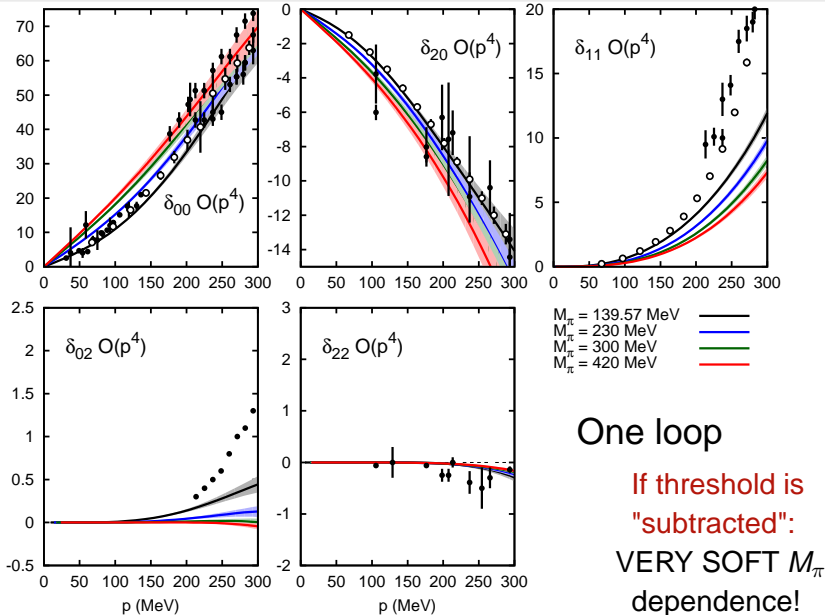 80
70
60
50
40
30
20
10
0
0 50 100 150 200 250 300
δ00 O(p⁴)
0
-2
-4
-6
-8
-10
-12
-14
0 50 100 150 200 250 300
δ20 O(p⁴)
20
15
10
5
0
0 50 100 150 200 250 300
δ11 O(p⁴)
2.5
2
1.5
1
0.5
0
-0.5
0 50 100 150 200 250 300
δ02 O(p⁴)
p (MeV)
3
2
1
0
-1
-2
0 50 100 150 200 250 300
δ22 O(p⁴)
p (MeV)
Mπ = 139.57 MeV
Mπ = 230 MeV
Mπ = 300 MeV
Mπ = 420 MeV
One loop
If threshold is
"subtracted":
VERY SOFT Mπ
dependence!